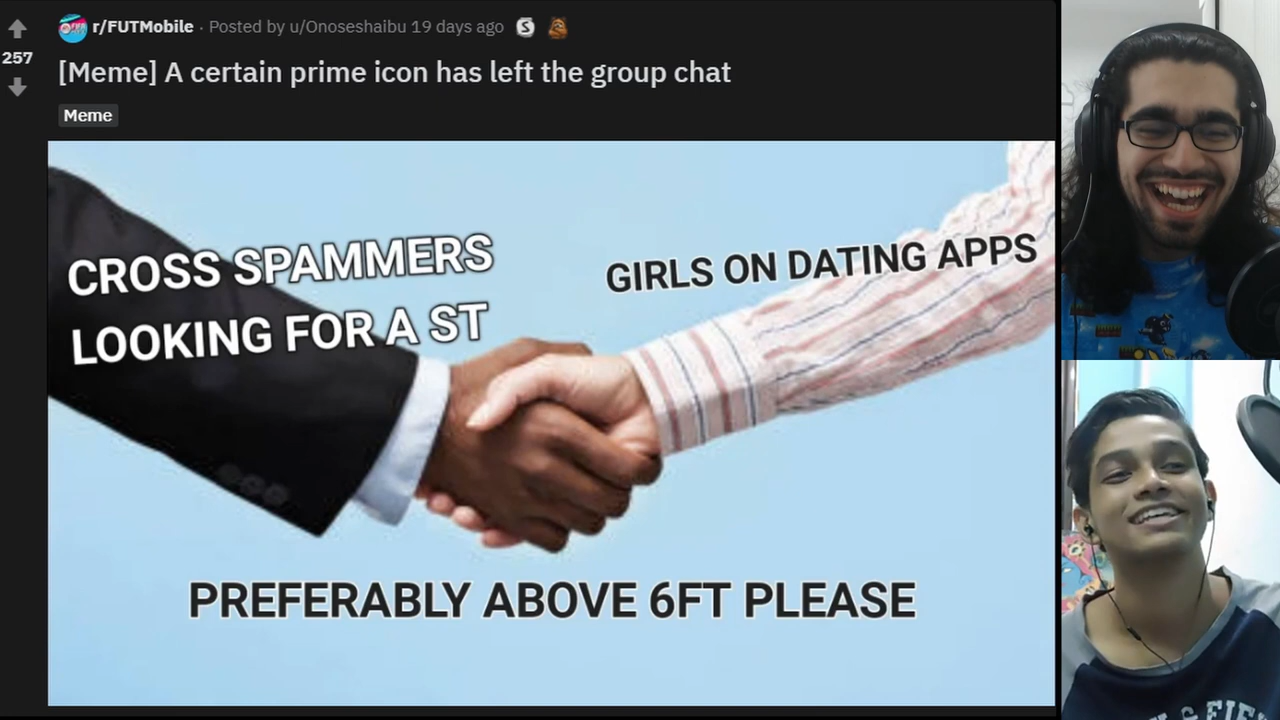 r/FUTMobile · Posted by u/Onoseshaibu 19 days ago
257
[Meme] A certain prime icon has left the group chat
Meme
CROSS SPAMMERS
LOOKING FOR A ST
GIRLS ON DATING APPS
PREFERABLY ABOVE 6FT PLEASE